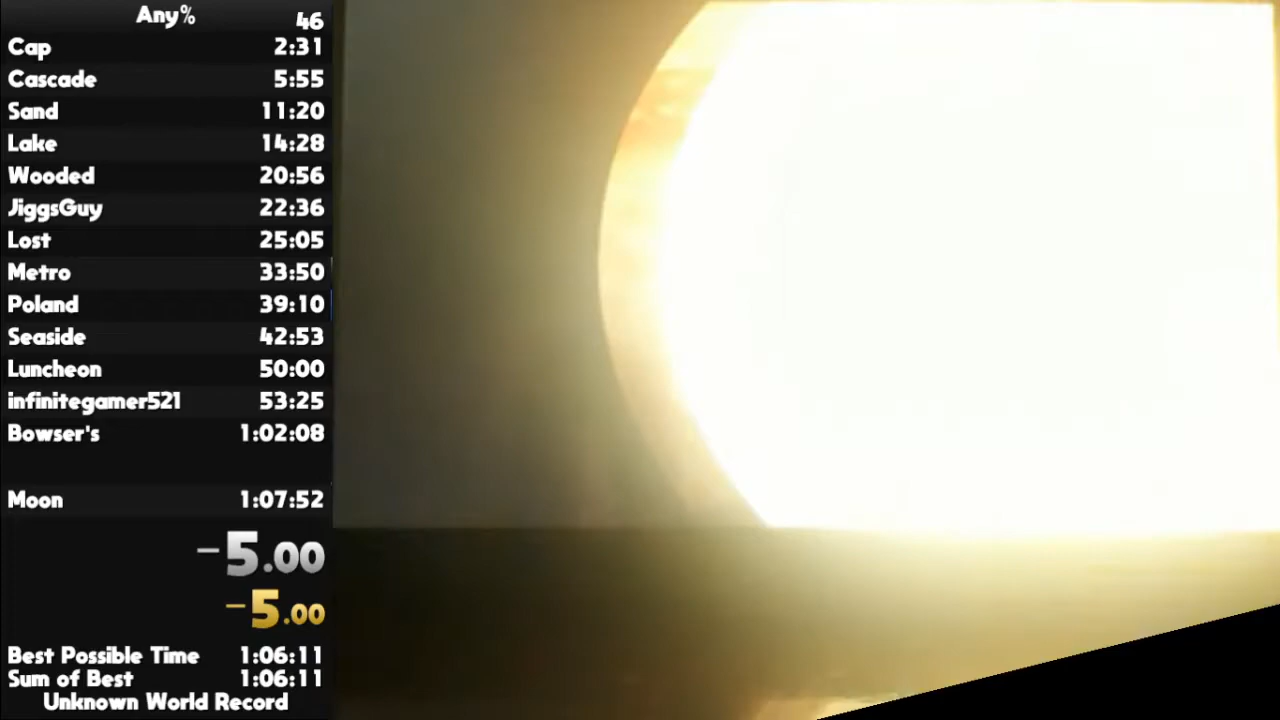 Any%
46
Cap 2:31
Cascade 5:55
Sand 11:20
Lake 14:28
Wooded 20:56
JiggsGuy 22:36
Lost 25:05
Metro 33:50
Poland 39:10
Seaside 42:53
Luncheon 50:00
infinitegamer521 53:25
Bowser's 1:02:08
Moon 1:07:52
−5.00
−5.00
Best Possible Time 1:06:11
Sum of Best 1:06:11
Unknown World Record